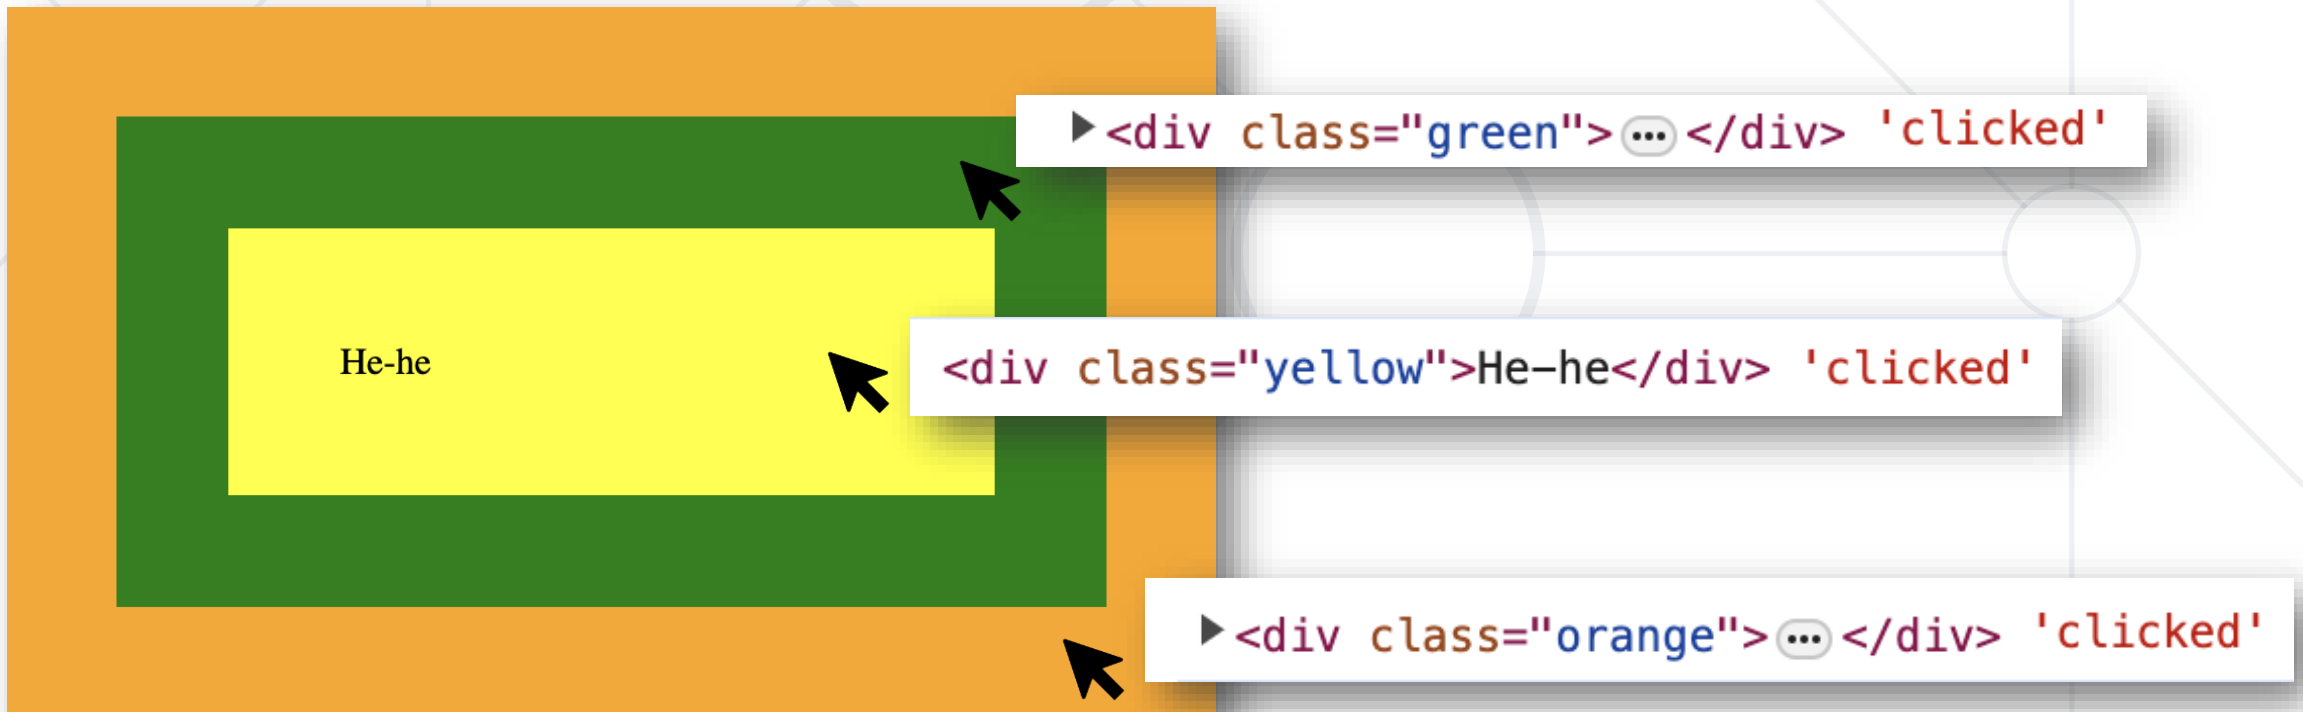 <div class="green">…</div> 'clicked'
He-he
<div class="yellow">He-he</div> 'clicked'
<div class="orange">…</div> 'clicked'